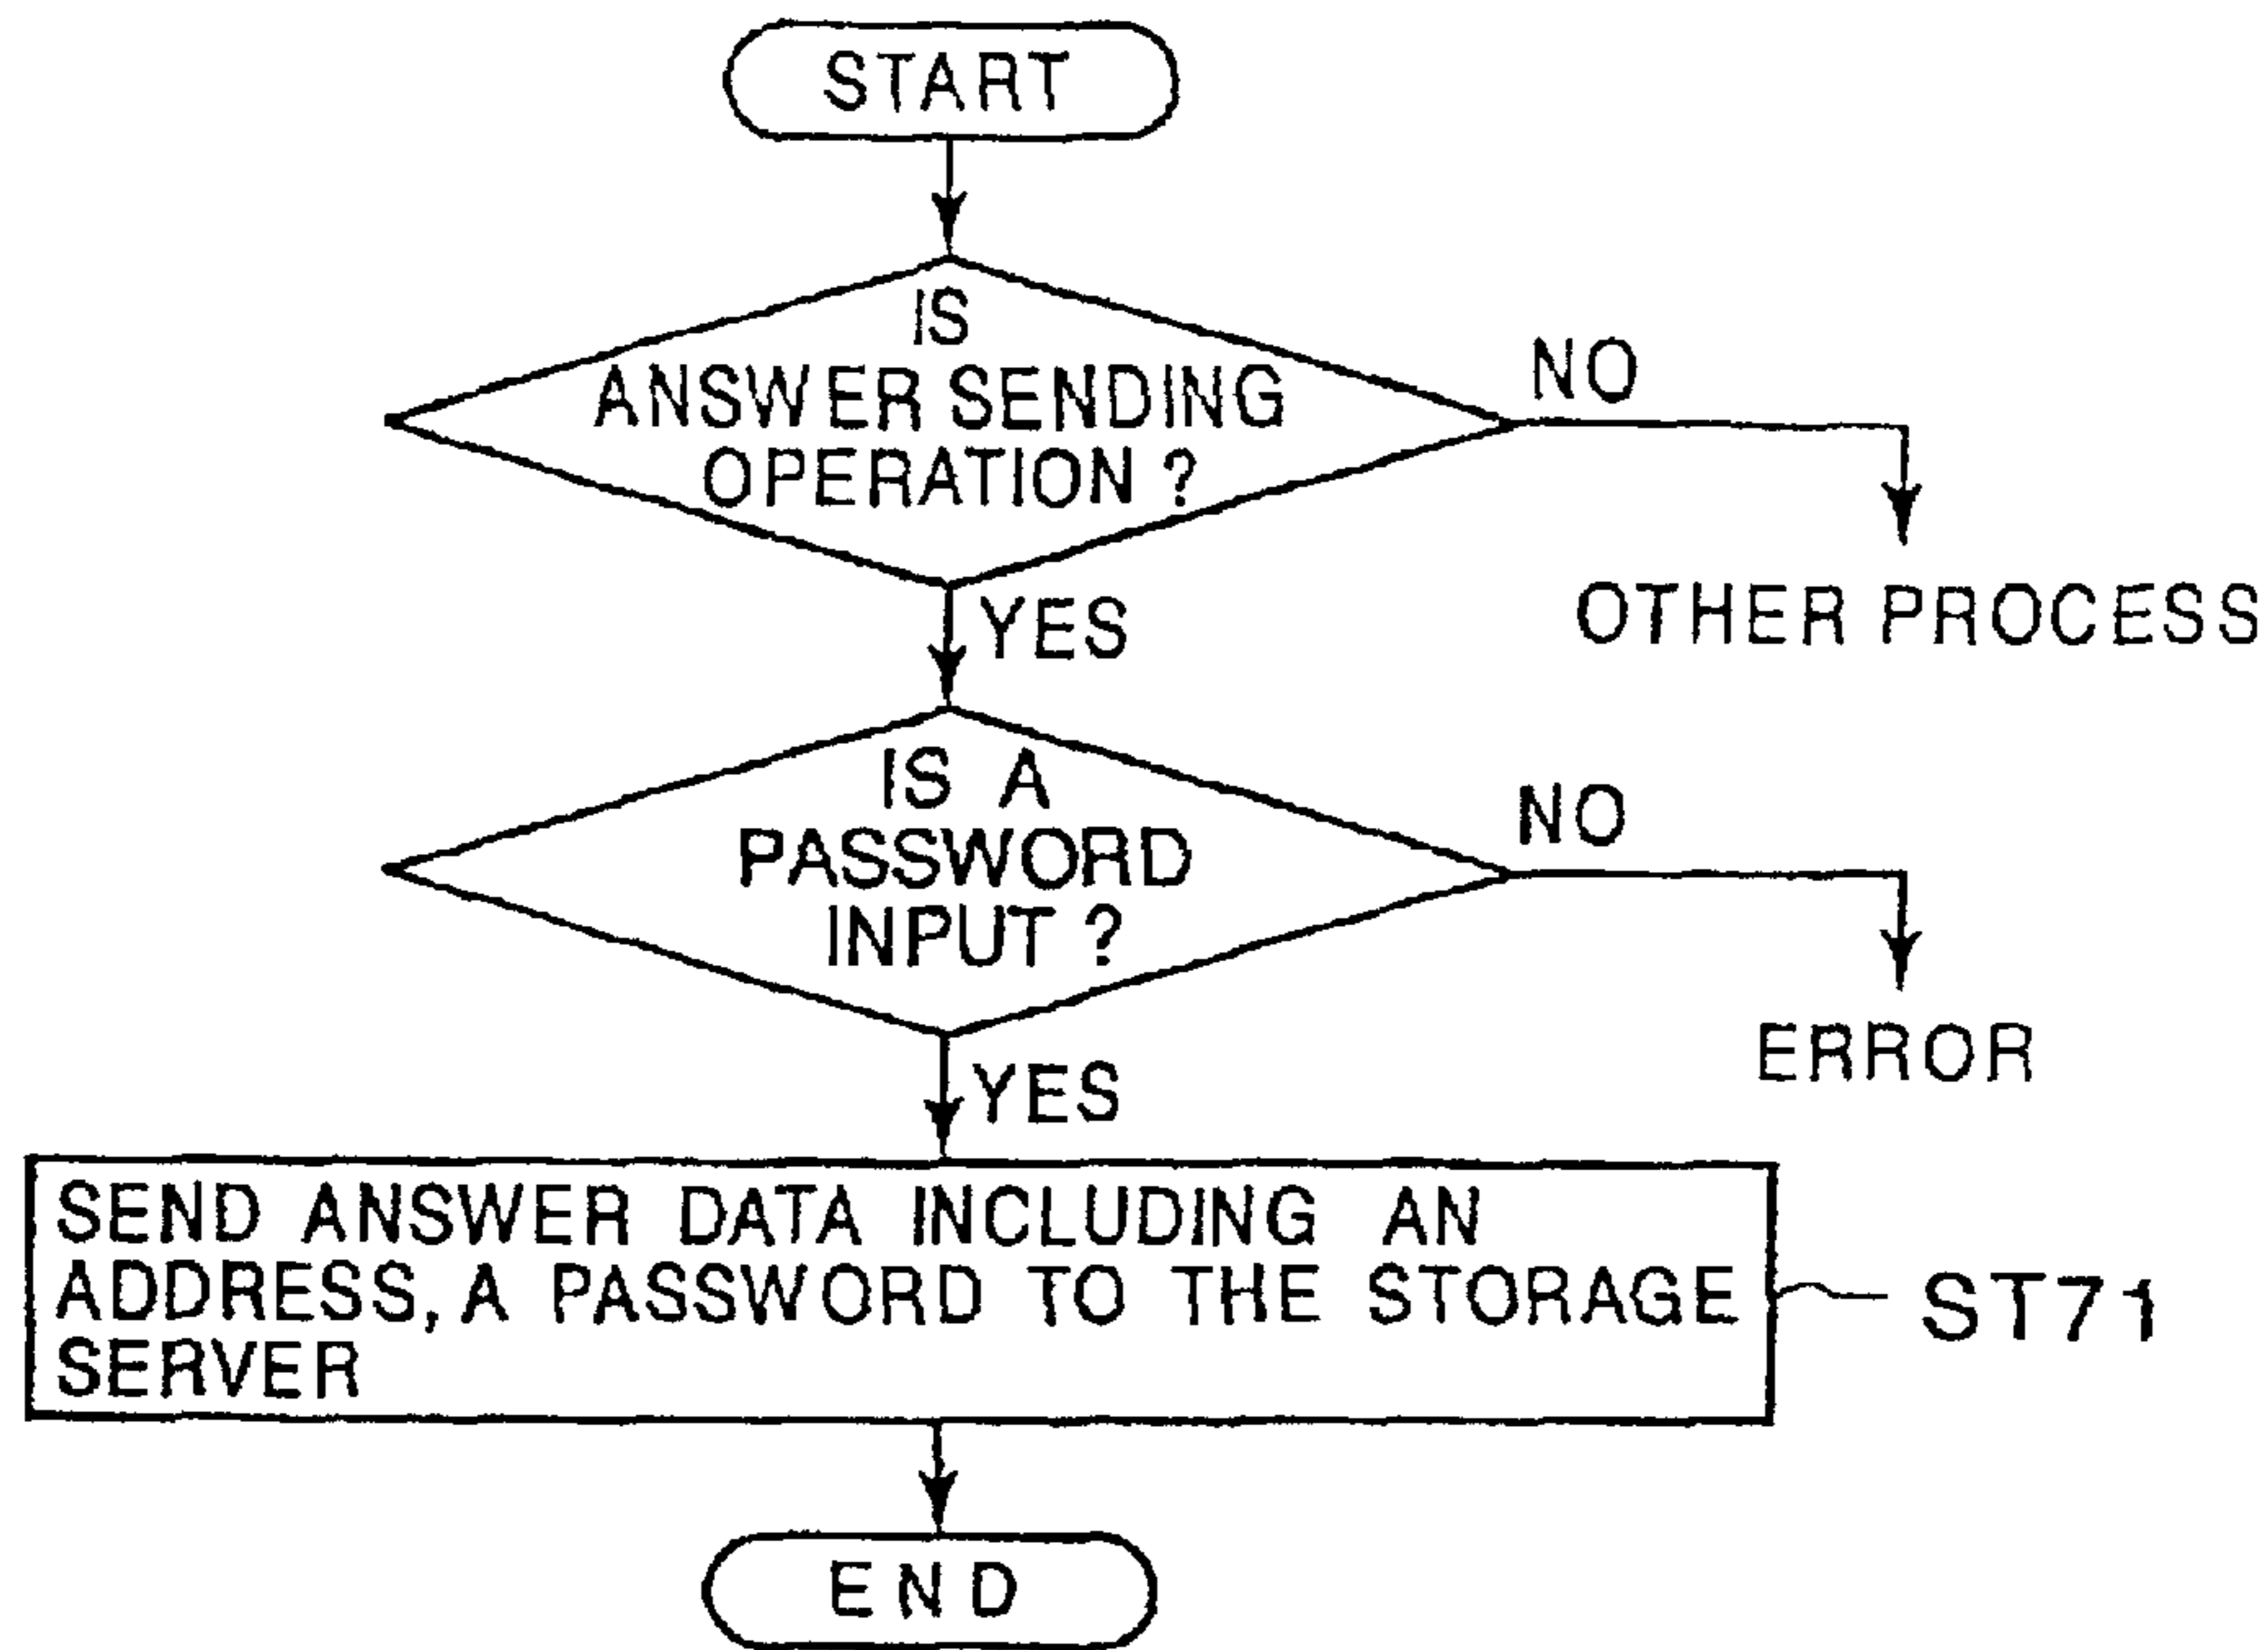 START
IS
ANSWER SENDING
OPERATION ?
NO
OTHER PROCESS
YES
IS A
PASSWORD
INPUT ?
NO
ERROR
YES
SEND ANSWER DATA INCLUDING AN
ADDRESS, A PASSWORD TO THE STORAGE
SERVER
ST71
END